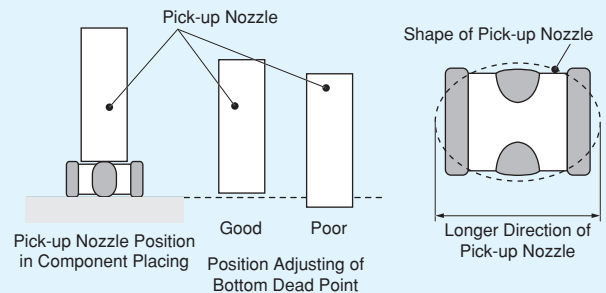 Pick-up Nozzle
Shape of Pick-up Nozzle
Good
Poor
Pick-up Nozzle Position
in Component Placing
Position Adjusting of
Bottom Dead Point
Longer Direction of
Pick-up Nozzle